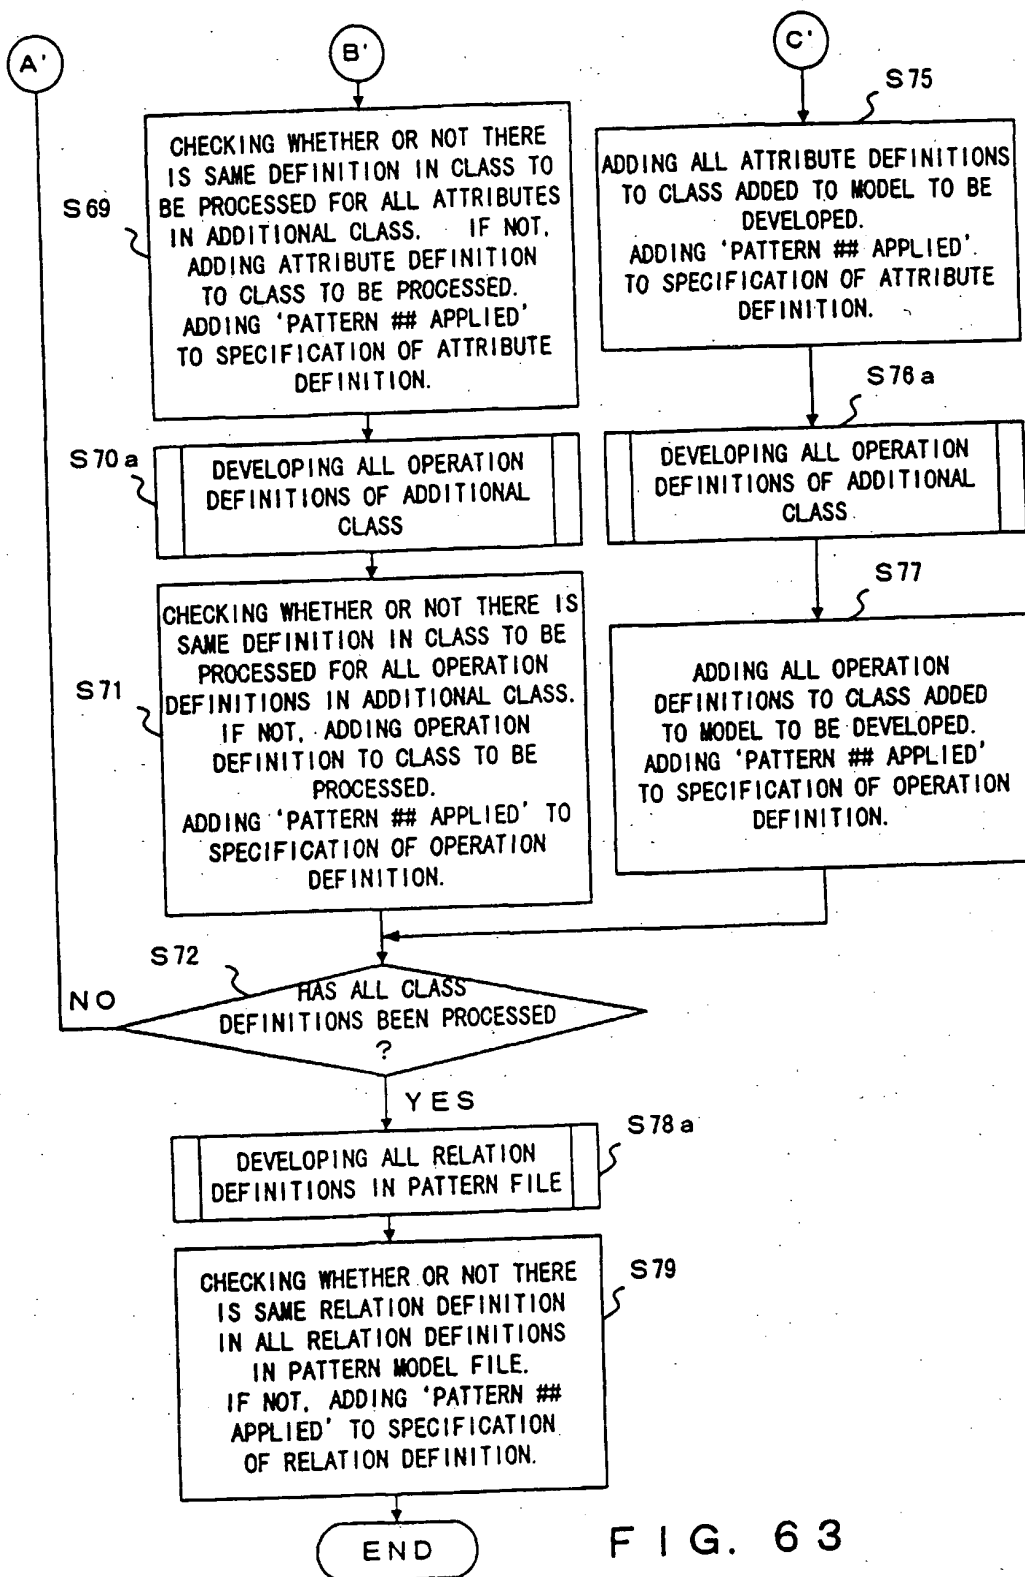 A'
B'
C'
S75
S69
CHECKING WHETHER OR NOT THERE
IS SAME DEFINITION IN CLASS TO
BE PROCESSED FOR ALL ATTRIBUTES
IN ADDITIONAL CLASS. IF NOT,
ADDING ATTRIBUTE DEFINITION
TO CLASS TO BE PROCESSED.
ADDING 'PATTERN ## APPLIED'
TO SPECIFICATION OF ATTRIBUTE
DEFINITION.
ADDING ALL ATTRIBUTE DEFINITIONS
TO CLASS ADDED TO MODEL TO BE
DEVELOPED.
ADDING 'PATTERN ## APPLIED'.
TO SPECIFICATION OF ATTRIBUTE
DEFINITION.
S70a
DEVELOPING ALL OPERATION
DEFINITIONS OF ADDITIONAL
CLASS
S76a
DEVELOPING ALL OPERATION
DEFINITIONS OF ADDITIONAL
CLASS
S71
CHECKING WHETHER OR NOT THERE IS
SAME DEFINITION IN CLASS TO BE
PROCESSED FOR ALL OPERATION
DEFINITIONS IN ADDITIONAL CLASS.
IF NOT, ADDING OPERATION
DEFINITION TO CLASS TO BE
PROCESSED.
ADDING 'PATTERN ## APPLIED' TO
SPECIFICATION OF OPERATION
DEFINITION.
S77
ADDING ALL OPERATION
DEFINITIONS TO CLASS ADDED
TO MODEL TO BE DEVELOPED.
ADDING 'PATTERN ## APPLIED'
TO SPECIFICATION OF OPERATION
DEFINITION.
S72
NO
HAS ALL CLASS
DEFINITIONS BEEN PROCESSED
?
YES
S78a
DEVELOPING ALL RELATION
DEFINITIONS IN PATTERN FILE
S79
CHECKING WHETHER OR NOT THERE
IS SAME RELATION DEFINITION
IN ALL RELATION DEFINITIONS
IN PATTERN MODEL FILE.
IF NOT, ADDING 'PATTERN ##
APPLIED' TO SPECIFICATION
OF RELATION DEFINITION.
END
FIG. 63